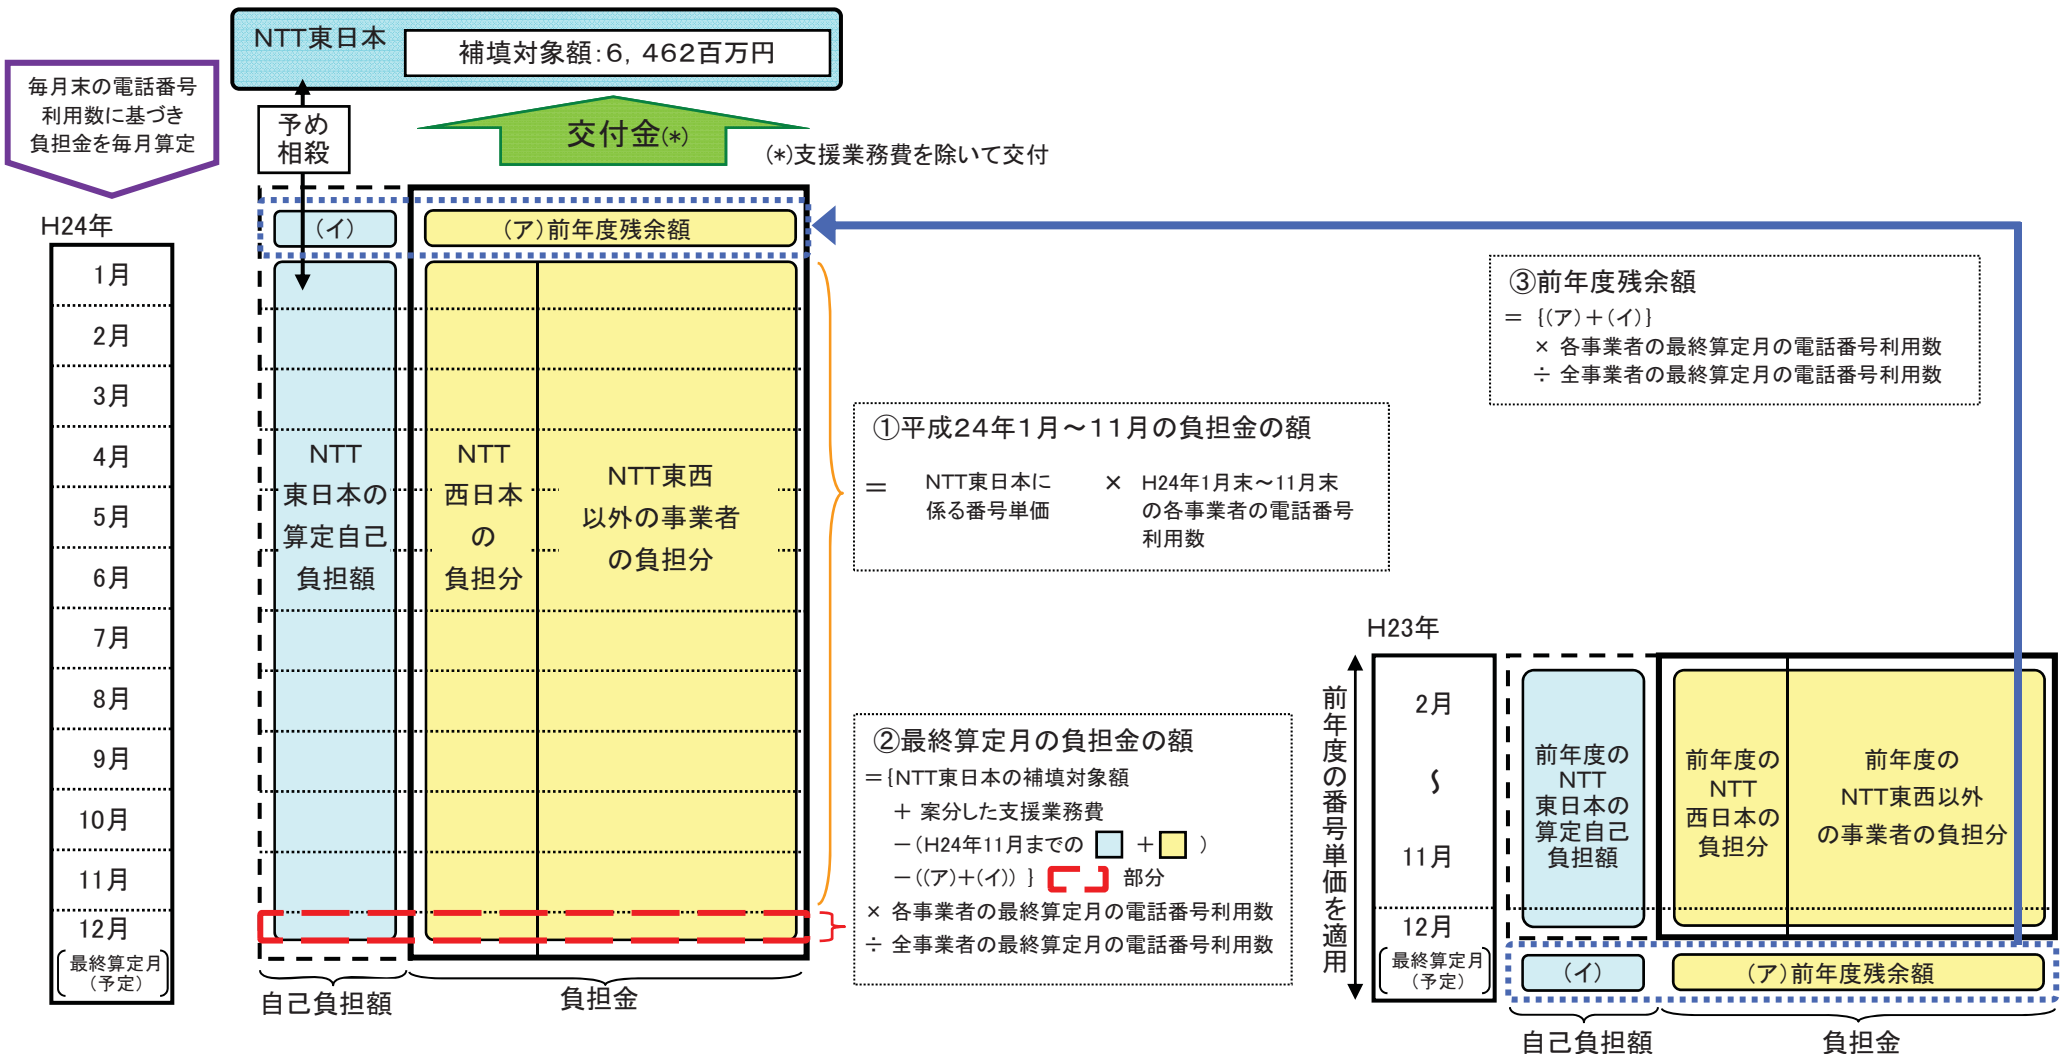 NTT東日本
補填対象額：6，462百万円
毎月末の電話番号
利用数に基づき
負担金を毎月算定
予め
相殺
交付金(*)
(*)支援業務費を除いて交付
H24年
1月
2月
3月
4月
5月
6月
7月
8月
9月
10月
11月
12月
最終算定月
（予定）
（イ）
（ア）前年度残余額
NTT
東日本の
算定自己
負担額
NTT
西日本
の
負担分
NTT東西
以外の事業者
の負担分
自己負担額
負担金
①平成24年1月～11月の負担金の額
＝
NTT東日本に
係る番号単価
×
H24年1月末～11月末
の各事業者の電話番号
利用数
②最終算定月の負担金の額
＝{NTT東日本の補填対象額
＋ 案分した支援業務費
－（H24年11月までの ＋ ）
－（（ア）＋（イ）） } 部分
× 各事業者の最終算定月の電話番号利用数
÷ 全事業者の最終算定月の電話番号利用数
③前年度残余額
＝ {（ア）＋（イ）}
× 各事業者の最終算定月の電話番号利用数
÷ 全事業者の最終算定月の電話番号利用数
H23年
前年度の番号単価を適用
2月
～
11月
12月
最終算定月
（予定）
前年度の
NTT
東日本の
算定自己
負担額
前年度の
NTT
西日本の
負担分
前年度の
NTT東西以外
の事業者の負担分
（イ）
（ア）前年度残余額
自己負担額
負担金